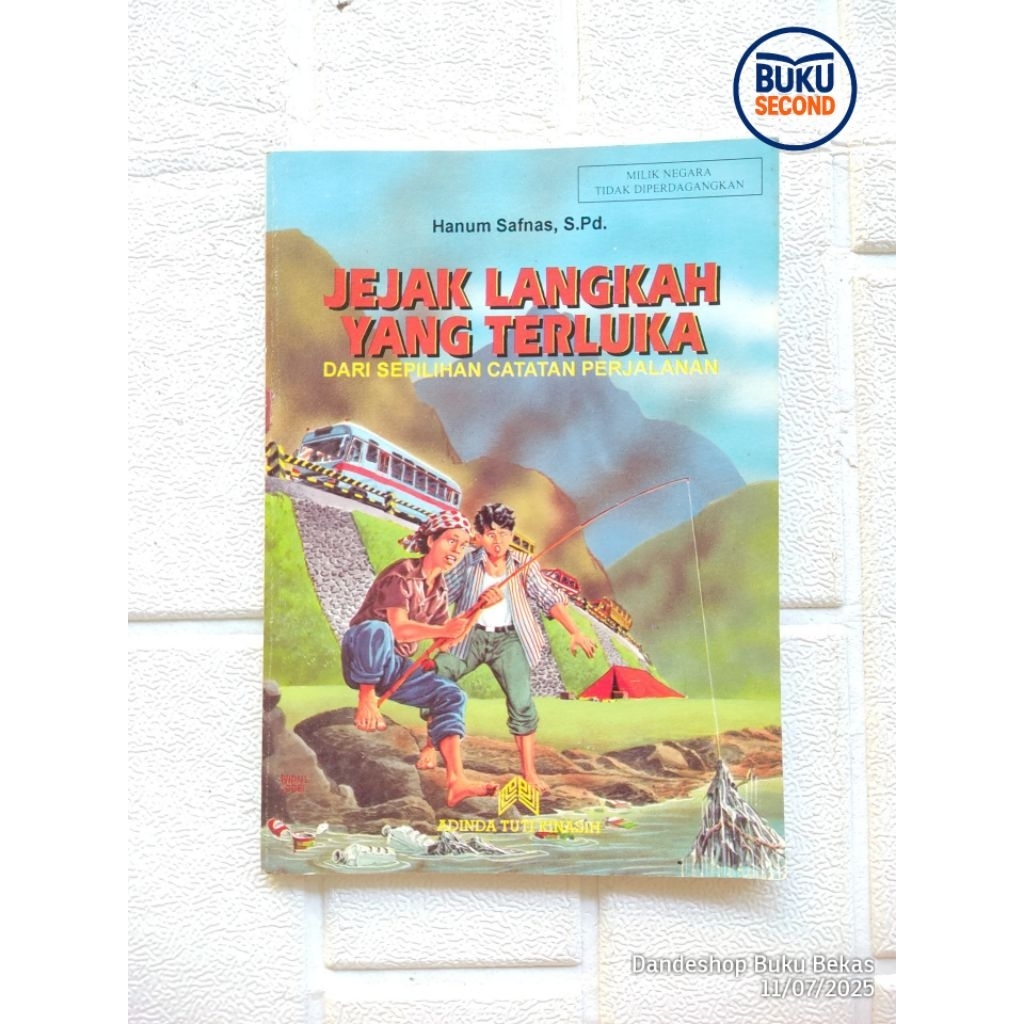 BUKU
SECOND
MILIK NEGARA
TIDAK DIPERDAGANGKAN
Hanum Safnas, S.Pd.
JEJAK LANGKAH
YANG TERLUKA
DARI SEPILIHAN CATATAN PERJALANAN
ADINDA TUTI KINASIH
Dandeshop Buku Bekas
11/07/2025